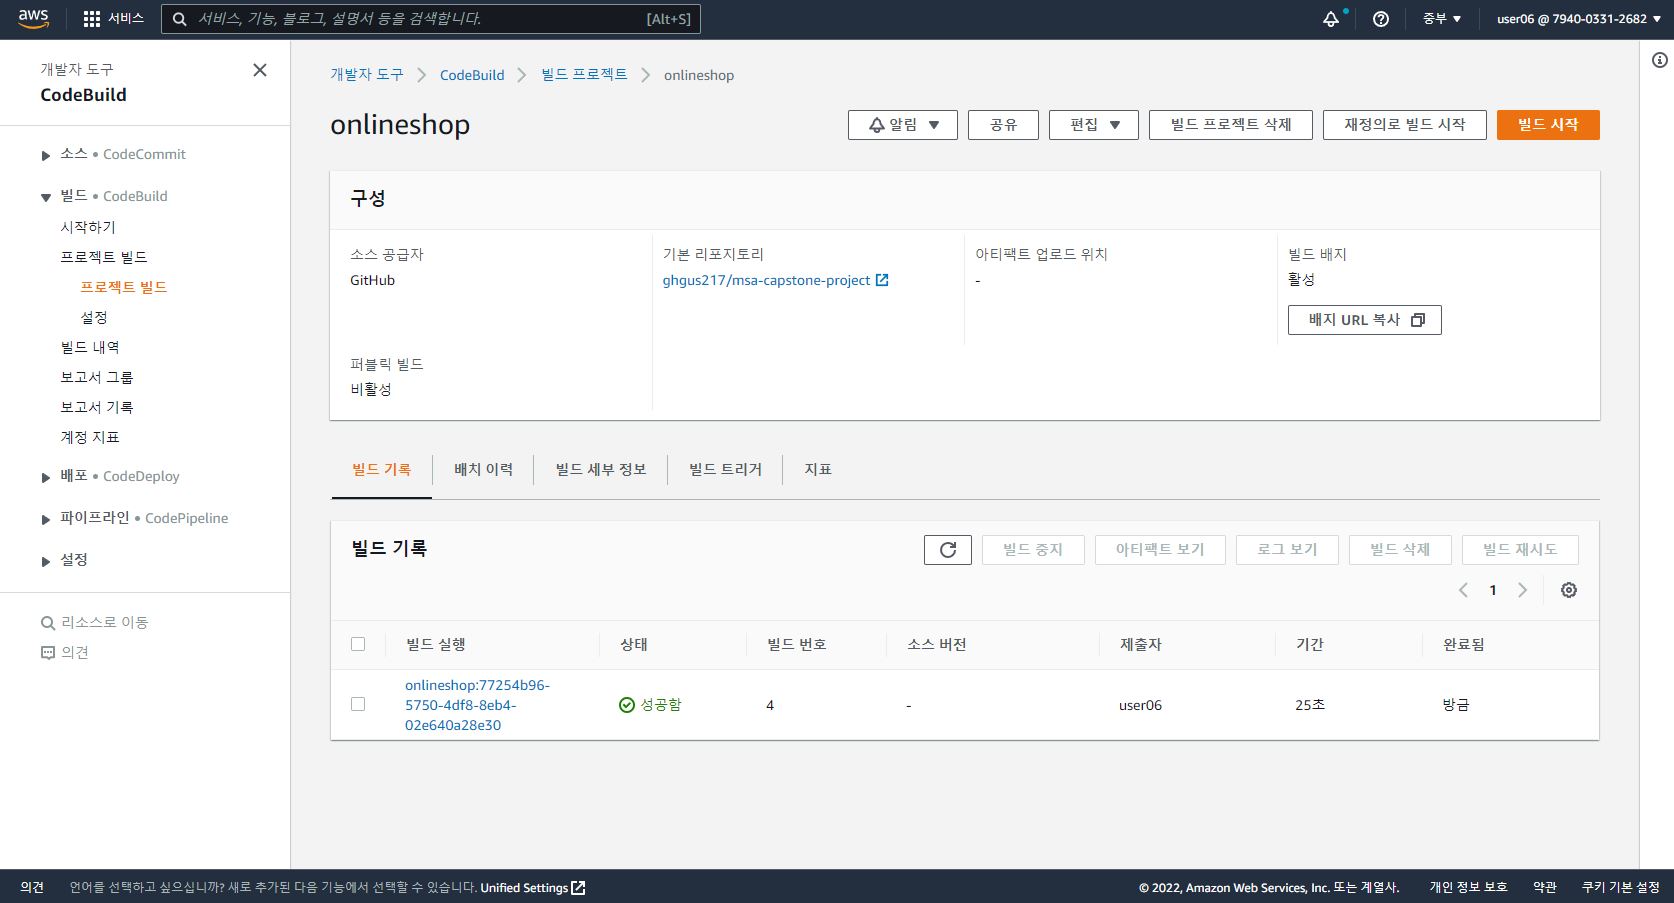 aws
서비스
서비스, 기능, 블로그, 설명서 등을 검색합니다.
[Alt+S]
중부
user06 @ 7940-0331-2682
개발자 도구
CodeBuild
소스 • CodeCommit
빌드 • CodeBuild
시작하기
프로젝트 빌드
프로젝트 빌드
설정
빌드 내역
보고서 그룹
보고서 기록
계정 지표
배포 • CodeDeploy
파이프라인 • CodePipeline
설정
리소스로 이동
의견
개발자 도구 > CodeBuild > 빌드 프로젝트 > onlineshop
onlineshop
알림
공유
편집
빌드 프로젝트 삭제
재정의로 빌드 시작
빌드 시작
구성
소스 공급자
GitHub
기본 리포지토리
ghgus217/msa-capstone-project
아티팩트 업로드 위치
-
빌드 배지
활성
배지 URL 복사
퍼블릭 빌드
비활성
빌드 기록
배치 이력
빌드 세부 정보
빌드 트리거
지표
빌드 기록
빌드 중지
아티팩트 보기
로그 보기
빌드 삭제
빌드 재시도
1
빌드 실행
상태
빌드 번호
소스 버전
제출자
기간
완료됨
onlineshop:77254b96-
5750-4df8-8eb4-
02e640a28e30
성공함
4
-
user06
25초
방금
의견
언어를 선택하고 싶으십니까? 새로 추가된 다음 기능에서 선택할 수 있습니다. Unified Settings
© 2022, Amazon Web Services, Inc. 또는 계열사.
개인 정보 보호
약관
쿠키 기본 설정